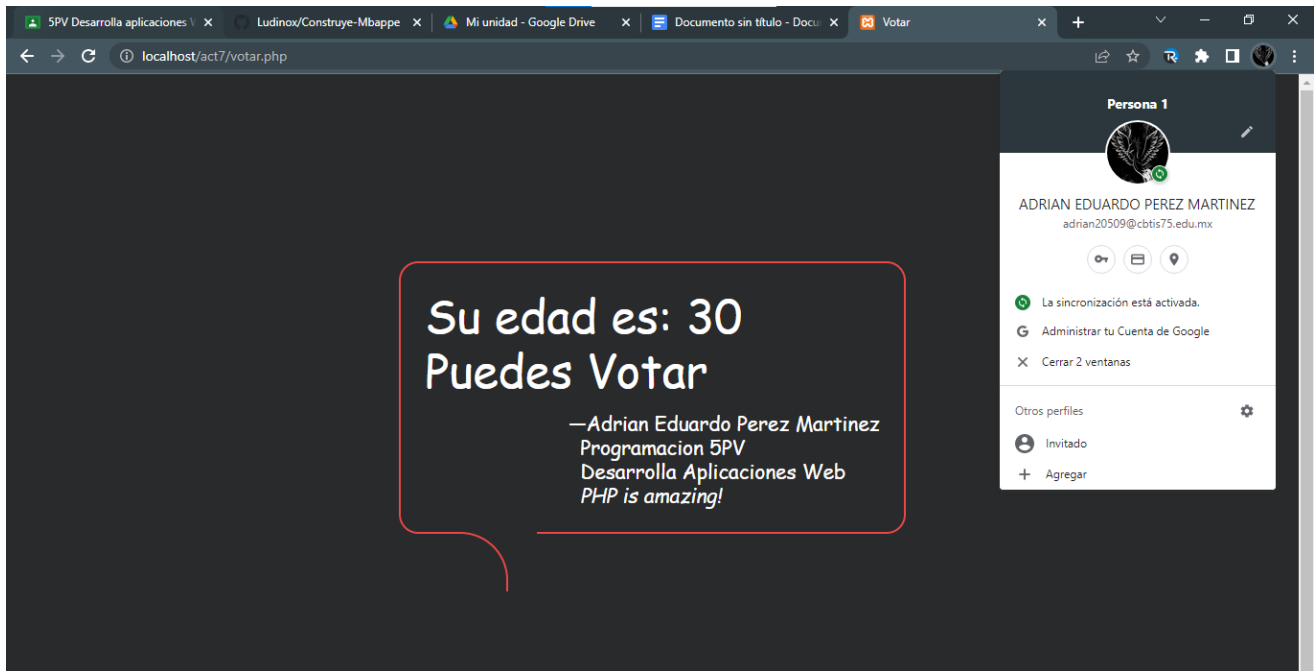 5PV Desarrolla aplicaciones
Ludinox/Construye-Mbappe
Mi unidad - Google Drive
Documento sin título - Docu
Votar
localhost/act7/votar.php
Persona 1
ADRIAN EDUARDO PEREZ MARTINEZ
adrian20509@cbtis75.edu.mx
La sincronización está activada.
G Administrar tu Cuenta de Google
Cerrar 2 ventanas
Otros perfiles
Invitado
Agregar
Su edad es: 30
Puedes Votar
—Adrian Eduardo Perez Martinez
Programacion 5PV
Desarrolla Aplicaciones Web
PHP is amazing!